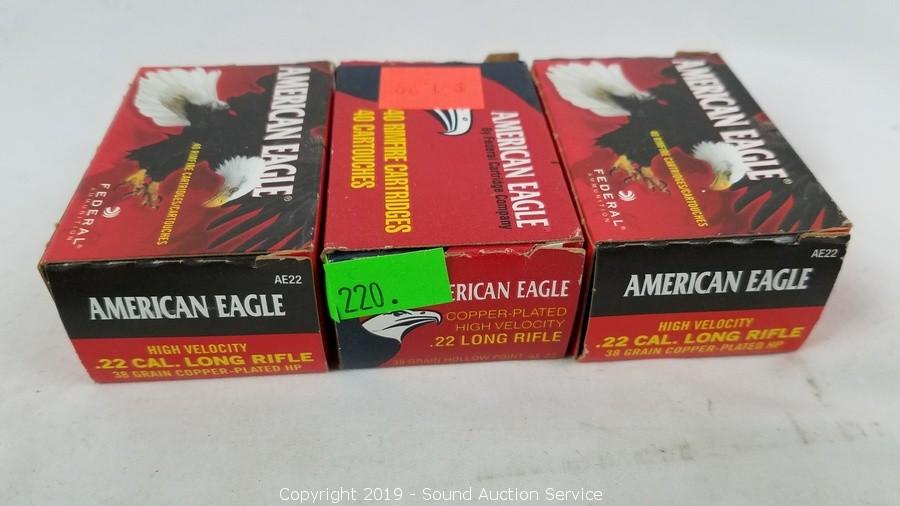 AMERICAN EAGLE®
40 RIMFIRE CARTRIDGES/CARTOUCHES
FEDERAL®
AMMUNITION
AE22
AMERICAN EAGLE
HIGH VELOCITY
.22 CAL. LONG RIFLE
38 GRAIN COPPER-PLATED HP
AMERICAN EAGLE®
By Federal Cartridge Company
40 RIMFIRE CARTRIDGES
40 CARTOUCHES
220.
ERICAN EAGLE
COPPER-PLATED
HIGH VELOCITY
.22 LONG RIFLE
38 GRAIN HOLLOW POINT AE 22
AMERICAN EAGLE®
40 RIMFIRE CARTRIDGES/CARTOUCHES
FEDERAL®
AMMUNITION
AE22
AMERICAN EAGLE
HIGH VELOCITY
.22 CAL. LONG RIFLE
38 GRAIN COPPER-PLATED HP
Copyright 2019 - Sound Auction Service